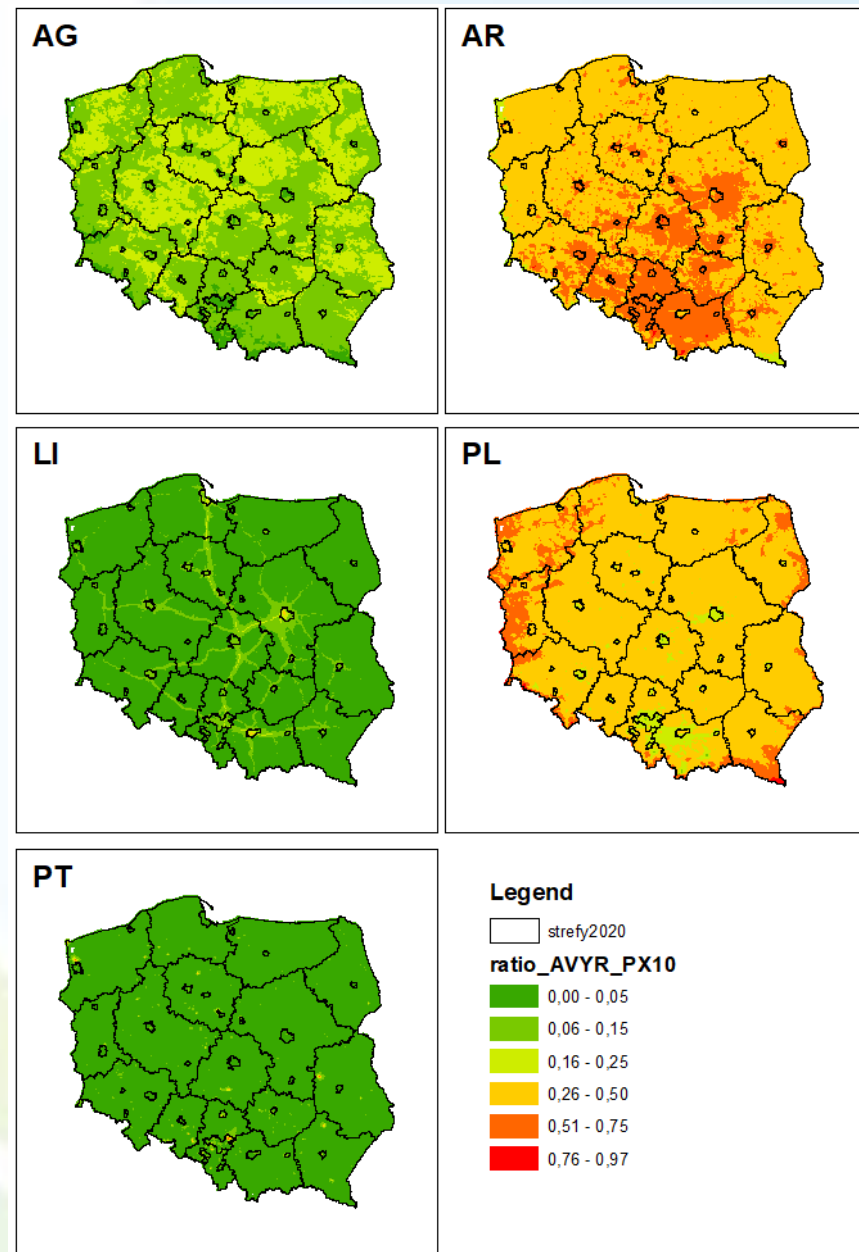 AG
AR
LI
PL
PT
Legend
strefy2020
ratio_AVYR_PX10
0,00 - 0,05
0,06 - 0,15
0,16 - 0,25
0,26 - 0,50
0,51 - 0,75
0,76 - 0,97